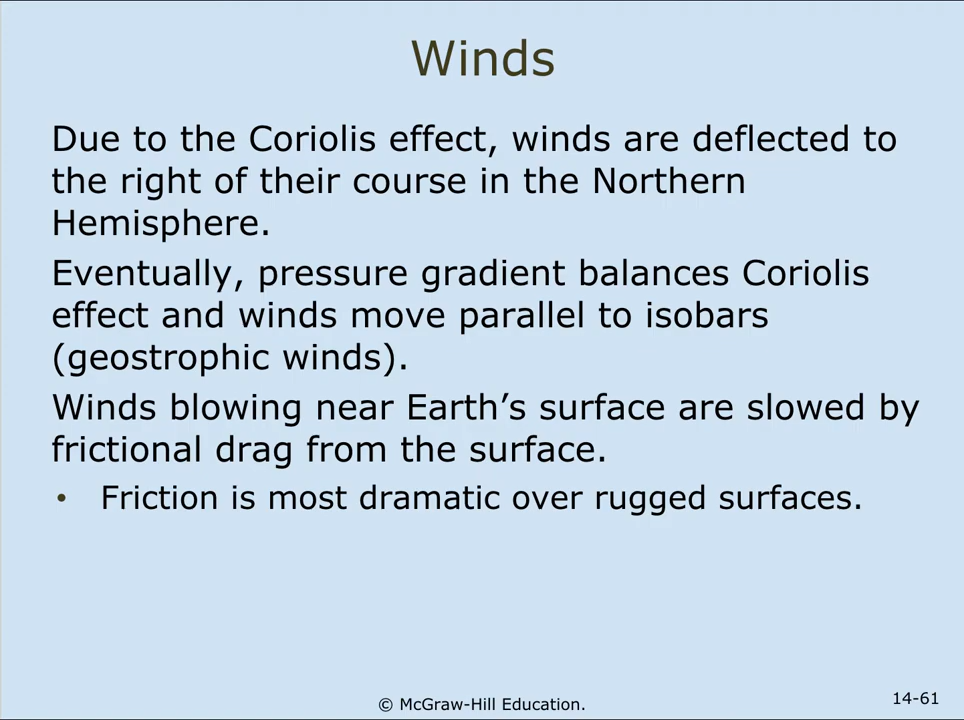 Winds
Due to the Coriolis effect, winds are deflected to
the right of their course in the Northern
Hemisphere.
Eventually, pressure gradient balances Coriolis
effect and winds move parallel to isobars
(geostrophic winds).
Winds blowing near Earth’s surface are slowed by
frictional drag from the surface.
• Friction is most dramatic over rugged surfaces.
© McGraw-Hill Education.
14-61